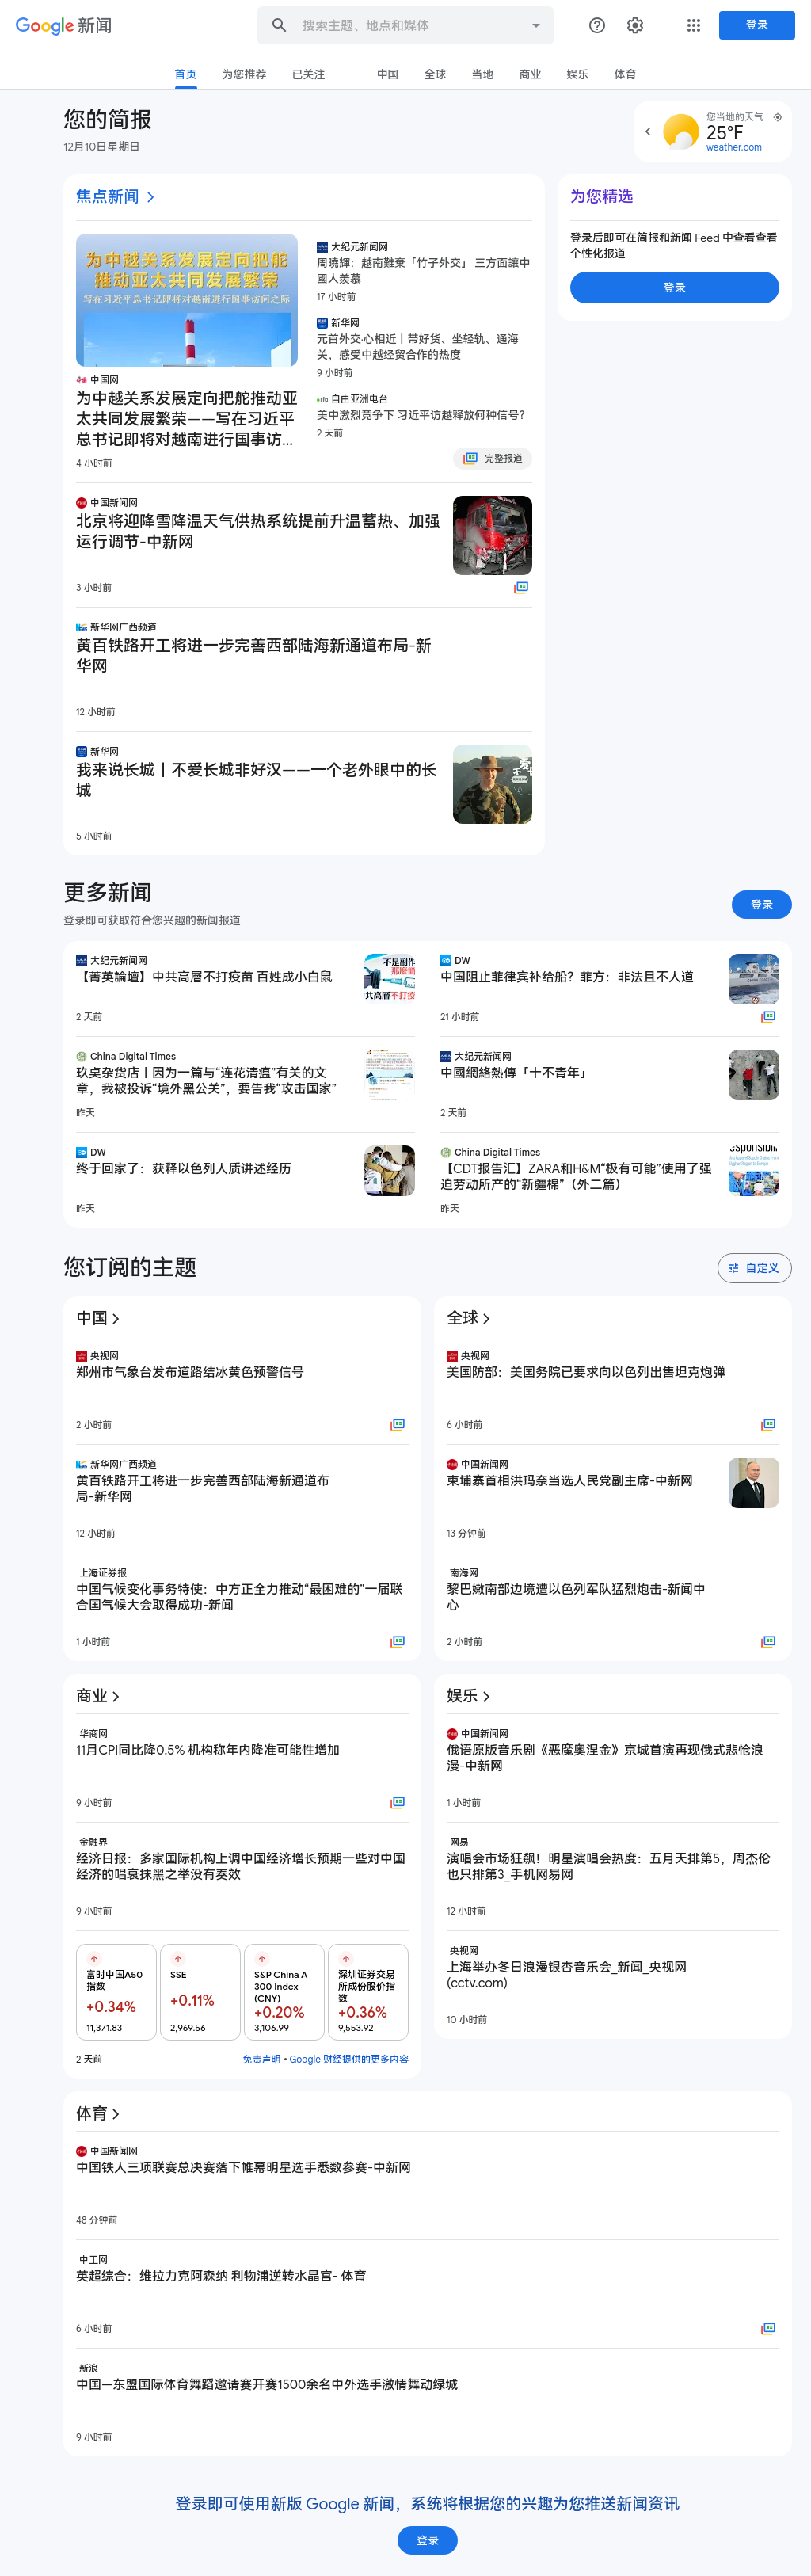 Google 新闻
搜索主题、地点和媒体
登录
首页
为您推荐
已关注
中国
全球
当地
商业
娱乐
体育
您的简报
12月10日星期日
您当地的天气
25°F
weather.com
焦点新闻
为中越关系发展定向把舵
推动亚太共同发展繁荣
写在习近平总书记即将对越南进行国事访问之际
中国网
为中越关系发展定向把舵推动亚
太共同发展繁荣——写在习近平
总书记即将对越南进行国事访...
4 小时前
大纪元新闻网
周曉輝：越南難棄「竹子外交」 三方面讓中
國人羨慕
17 小时前
新华网
元首外交·心相近丨带好货、坐轻轨、通海
关，感受中越经贸合作的热度
9 小时前
自由亚洲电台
美中激烈竞争下 习近平访越释放何种信号？
2 天前
完整报道
中国新闻网
北京将迎降雪降温天气供热系统提前升温蓄热、加强
运行调节-中新网
3 小时前
新华网广西频道
黄百铁路开工将进一步完善西部陆海新通道布局-新
华网
12 小时前
新华网
我来说长城丨不爱长城非好汉——一个老外眼中的长
城
5 小时前
为您精选
登录后即可在简报和新闻 Feed 中查看查看
个性化报道
登录
更多新闻
登录即可获取符合您兴趣的新闻报道
登录
大纪元新闻网
【菁英論壇】中共高層不打疫苗 百姓成小白鼠
2 天前
China Digital Times
玖奌杂货店丨因为一篇与“连花清瘟”有关的文
章，我被投诉“境外黑公关”，要告我“攻击国家”
昨天
DW
终于回家了：获释以色列人质讲述经历
昨天
DW
中国阻止菲律宾补给船？菲方：非法且不人道
21 小时前
大纪元新闻网
中國網絡熱傳「十不青年」
2 天前
China Digital Times
【CDT报告汇】ZARA和H&M“极有可能”使用了强
迫劳动所产的“新疆棉”（外二篇）
昨天
您订阅的主题
自定义
中国
央视网
郑州市气象台发布道路结冰黄色预警信号
2 小时前
新华网广西频道
黄百铁路开工将进一步完善西部陆海新通道布
局-新华网
12 小时前
上海证券报
中国气候变化事务特使：中方正全力推动“最困难的”一届联
合国气候大会取得成功-新闻
1 小时前
全球
央视网
美国防部：美国务院已要求向以色列出售坦克炮弹
6 小时前
中国新闻网
柬埔寨首相洪玛奈当选人民党副主席-中新网
13 分钟前
南海网
黎巴嫩南部边境遭以色列军队猛烈炮击-新闻中
心
2 小时前
商业
华商网
11月CPI同比降0.5% 机构称年内降准可能性增加
9 小时前
金融界
经济日报：多家国际机构上调中国经济增长预期一些对中国
经济的唱衰抹黑之举没有奏效
9 小时前
富时中国A50
指数
+0.34%
11,371.83
SSE
+0.11%
2,969.56
S&P China A
300 Index
(CNY)
+0.20%
3,106.99
深圳证券交易
所成份股价指
数
+0.36%
9,553.92
2 天前
免责声明 • Google 财经提供的更多内容
娱乐
中国新闻网
俄语原版音乐剧《恶魔奥涅金》京城首演再现俄式悲怆浪
漫-中新网
1 小时前
网易
演唱会市场狂飙！明星演唱会热度：五月天排第5，周杰伦
也只排第3_手机网易网
12 小时前
央视网
上海举办冬日浪漫银杏音乐会_新闻_央视网
(cctv.com)
10 小时前
体育
中国新闻网
中国铁人三项联赛总决赛落下帷幕明星选手悉数参赛-中新网
48 分钟前
中工网
英超综合：维拉力克阿森纳 利物浦逆转水晶宫- 体育
6 小时前
新浪
中国—东盟国际体育舞蹈邀请赛开赛1500余名中外选手激情舞动绿城
9 小时前
登录即可使用新版 Google 新闻，系统将根据您的兴趣为您推送新闻资讯
登录